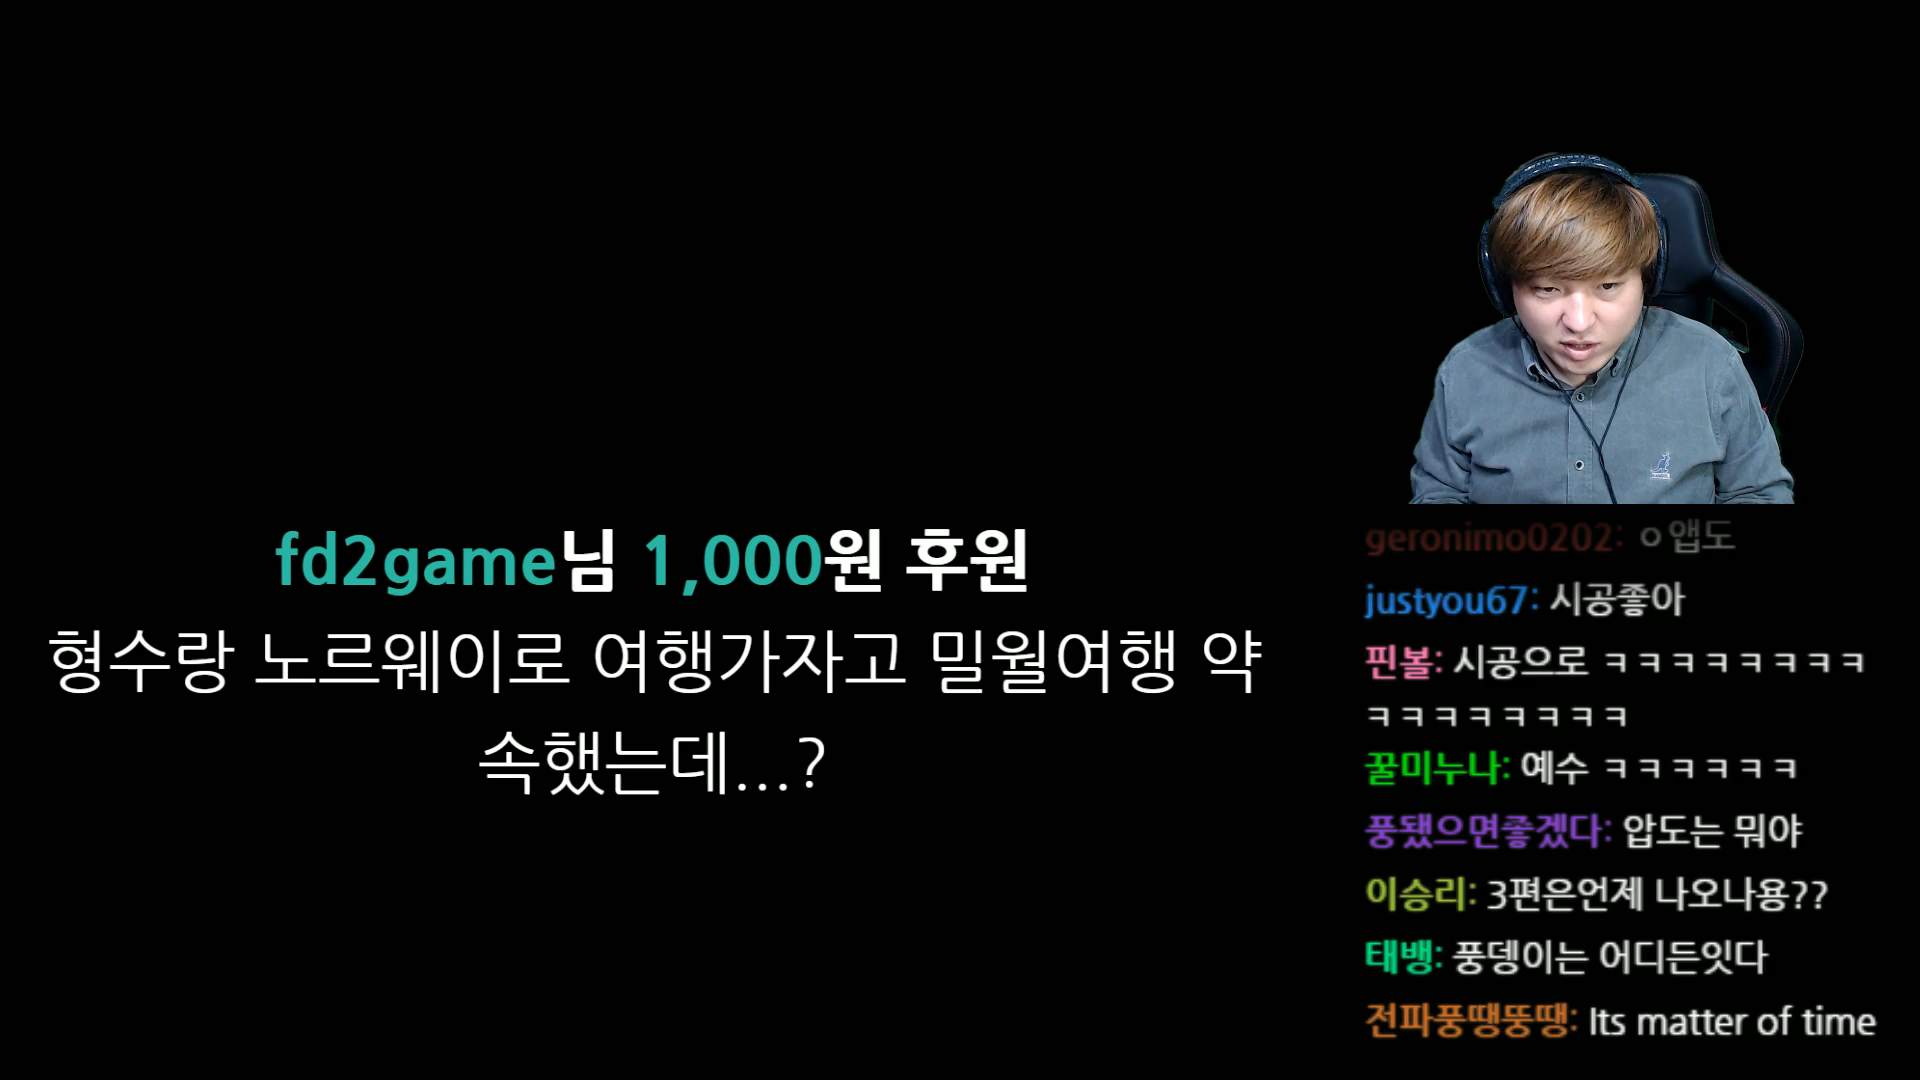 fd2game님 1,000원 후원
형수랑 노르웨이로 여행가자고 밀월여행 약
속했는데...?
geronimo0202: ㅇ앱도
justyou67: 시공좋아
핀볼: 시공으로 ㅋㅋㅋㅋㅋㅋㅋㅋ
ㅋㅋㅋㅋㅋㅋㅋㅋ
꿀미누나: 예수 ㅋㅋㅋㅋㅋㅋ
풍됐으면좋겠다: 압도는 뭐야
이승리: 3편은언제 나오나용??
태뱅: 풍뎅이는 어디든잇다
전파풍땡뚱땡: Its matter of time